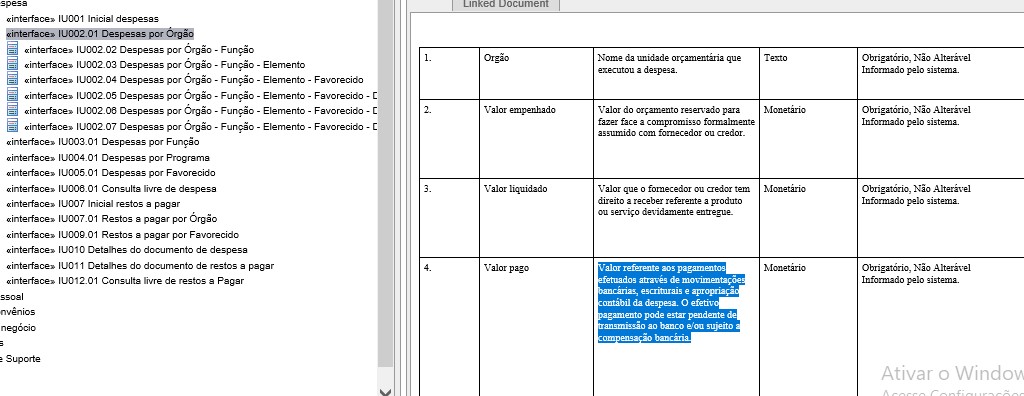 spesa
«interface» IU001 Inicial despesas
«interface» IU002.01 Despesas por Órgão
«interface» IU002.02 Despesas por Órgão - Função
«interface» IU002.03 Despesas por Órgão - Função - Elemento
«interface» IU002.04 Despesas por Órgão - Função - Elemento - Favorecido
«interface» IU002.05 Despesas por Órgão - Função - Elemento - Favorecido - D
«interface» IU002.06 Despesas por Órgão - Função - Elemento - Favorecido - D
«interface» IU002.07 Despesas por Órgão - Função - Elemento - Favorecido - D
«interface» IU003.01 Despesas por Função
«interface» IU004.01 Despesas por Programa
«interface» IU005.01 Despesas por Favorecido
«interface» IU006.01 Consulta livre de despesa
«interface» IU007 Inicial restos a pagar
«interface» IU007.01 Restos a pagar por Órgão
«interface» IU009.01 Restos a pagar por Favorecido
«interface» IU010 Detalhes do documento de despesa
«interface» IU011 Detalhes do documento de restos a pagar
«interface» IU012.01 Consulta livre de restos a Pagar
ssoal
nvênios
negócio
s
e Suporte
Linked Document
1.
Orgão
Nome da unidade orçamentária que
executou a despesa.
Texto
Obrigatório, Não Alterável
Informado pelo sistema.
2.
Valor empenhado
Valor do orçamento reservado para
fazer face a compromisso formalmente
assumido com fornecedor ou credor.
Monetário
Obrigatório, Não Alterável
Informado pelo sistema.
3.
Valor liquidado
Valor que o fornecedor ou credor tem
direito a receber referente a produto
ou serviço devidamente entregue.
Monetário
Obrigatório, Não Alterável
Informado pelo sistema.
4.
Valor pago
Valor referente aos pagamentos
efetuados através de movimentações
bancárias, escriturais e apropriação
contábil da despesa. O efetivo
pagamento pode estar pendente de
transmissão ao banco e/ou sujeito a
compensação bancária.
Monetário
Obrigatório, Não Alterável
Informado pelo sistema.
Ativar o Window
Acesse Configurações